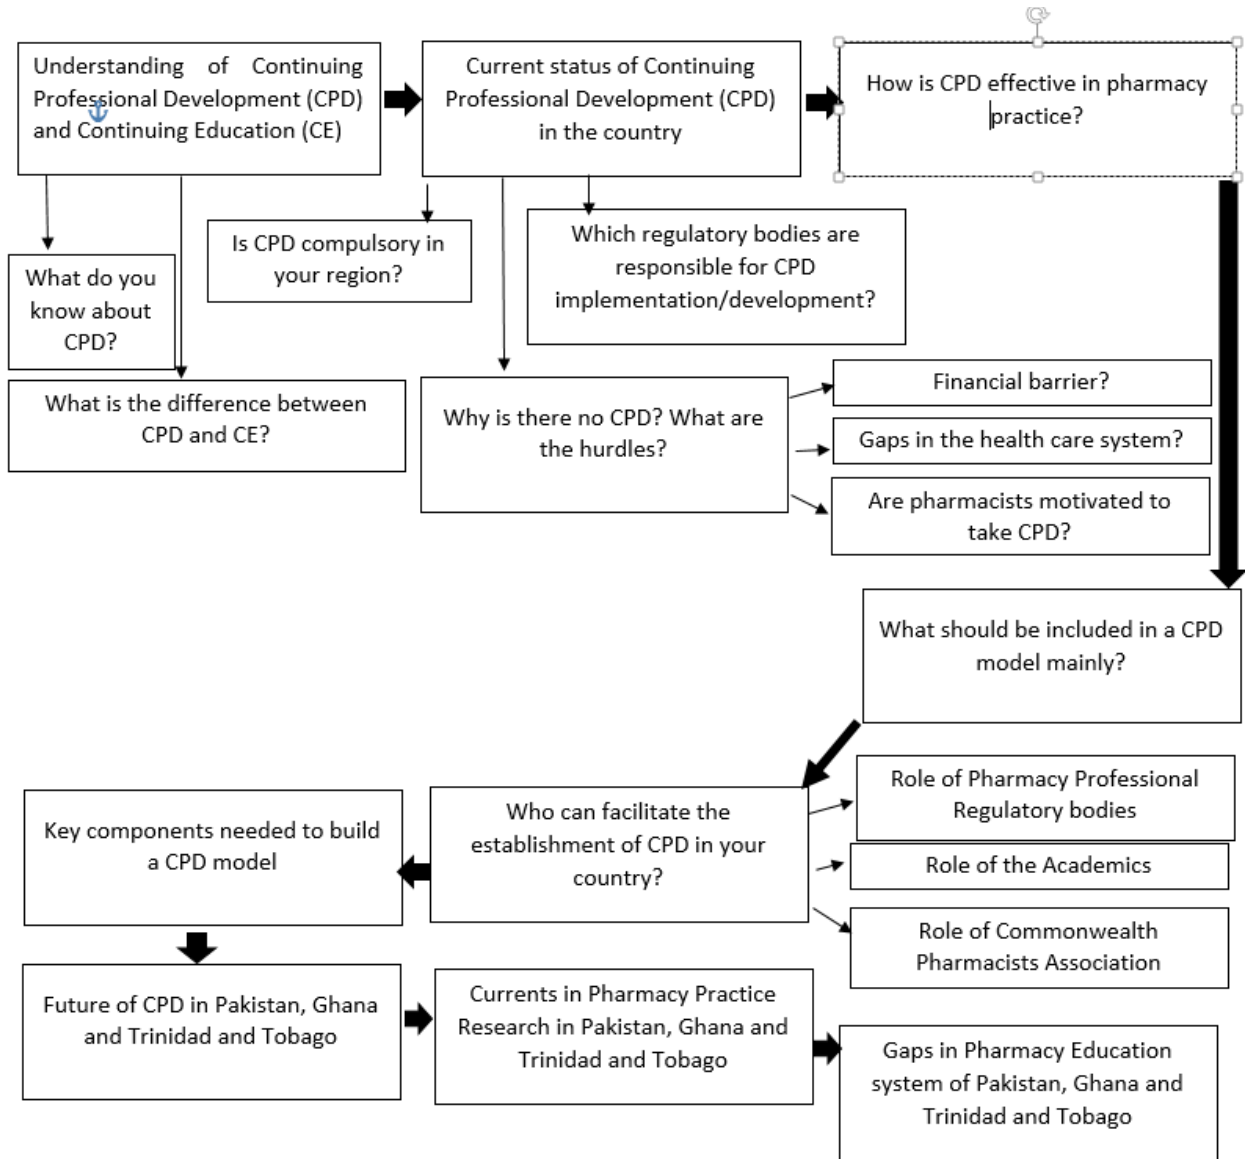 Understanding of Continuing
Professional Development (CPD)
and Continuing Education (CE)
Current status of Continuing
Professional Development (CPD)
in the country
How is CPD effective in pharmacy
practice?
Is CPD compulsory in
your region?
Which regulatory bodies are
responsible for CPD
implementation/development?
What do you
know about
CPD?
What is the difference between
CPD and CE?
Why is there no CPD? What are
the hurdles?
Financial barrier?
Gaps in the health care system?
Are pharmacists motivated to
take CPD?
What should be included in a CPD
model mainly?
Who can facilitate the
establishment of CPD in your
country?
Role of Pharmacy Professional
Regulatory bodies
Role of the Academics
Role of Commonwealth
Pharmacists Association
Key components needed to build
a CPD model
Future of CPD in Pakistan, Ghana
and Trinidad and Tobago
Currents in Pharmacy Practice
Research in Pakistan, Ghana and
Trinidad and Tobago
Gaps in Pharmacy Education
system of Pakistan, Ghana and
Trinidad and Tobago